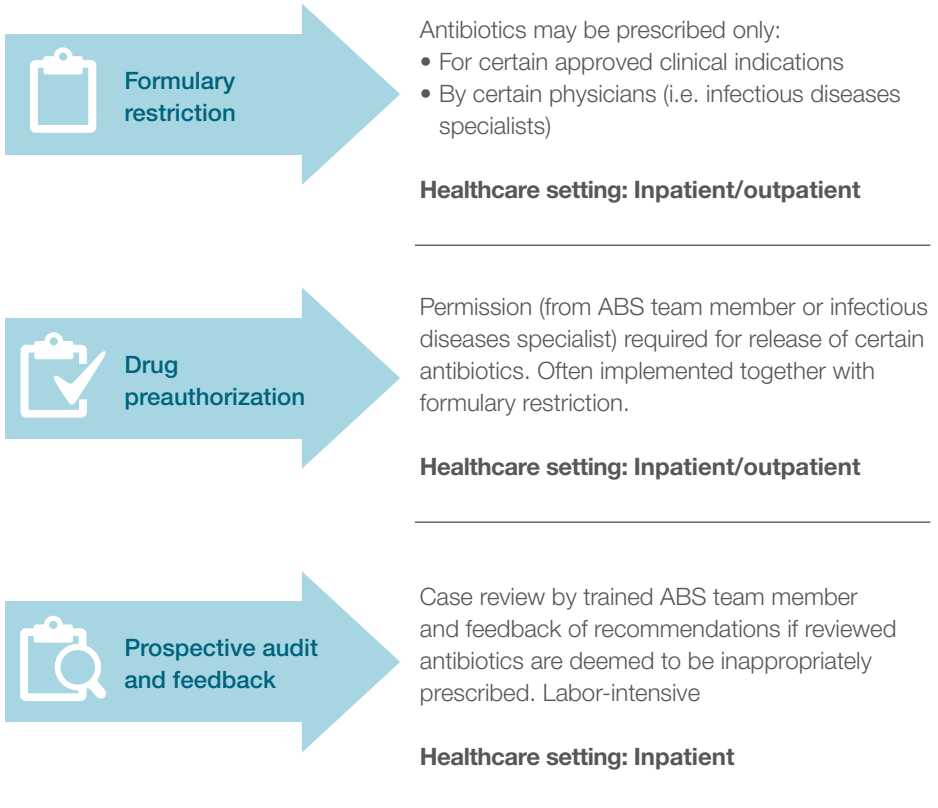 Formulary
restriction
Antibiotics may be prescribed only:
• For certain approved clinical indications
• By certain physicians (i.e. infectious diseases
specialists)
Healthcare setting: Inpatient/outpatient
Drug
preauthorization
Permission (from ABS team member or infectious
diseases specialist) required for release of certain
antibiotics. Often implemented together with
formulary restriction.
Healthcare setting: Inpatient/outpatient
Prospective audit
and feedback
Case review by trained ABS team member
and feedback of recommendations if reviewed
antibiotics are deemed to be inappropriately
prescribed. Labor-intensive
Healthcare setting: Inpatient